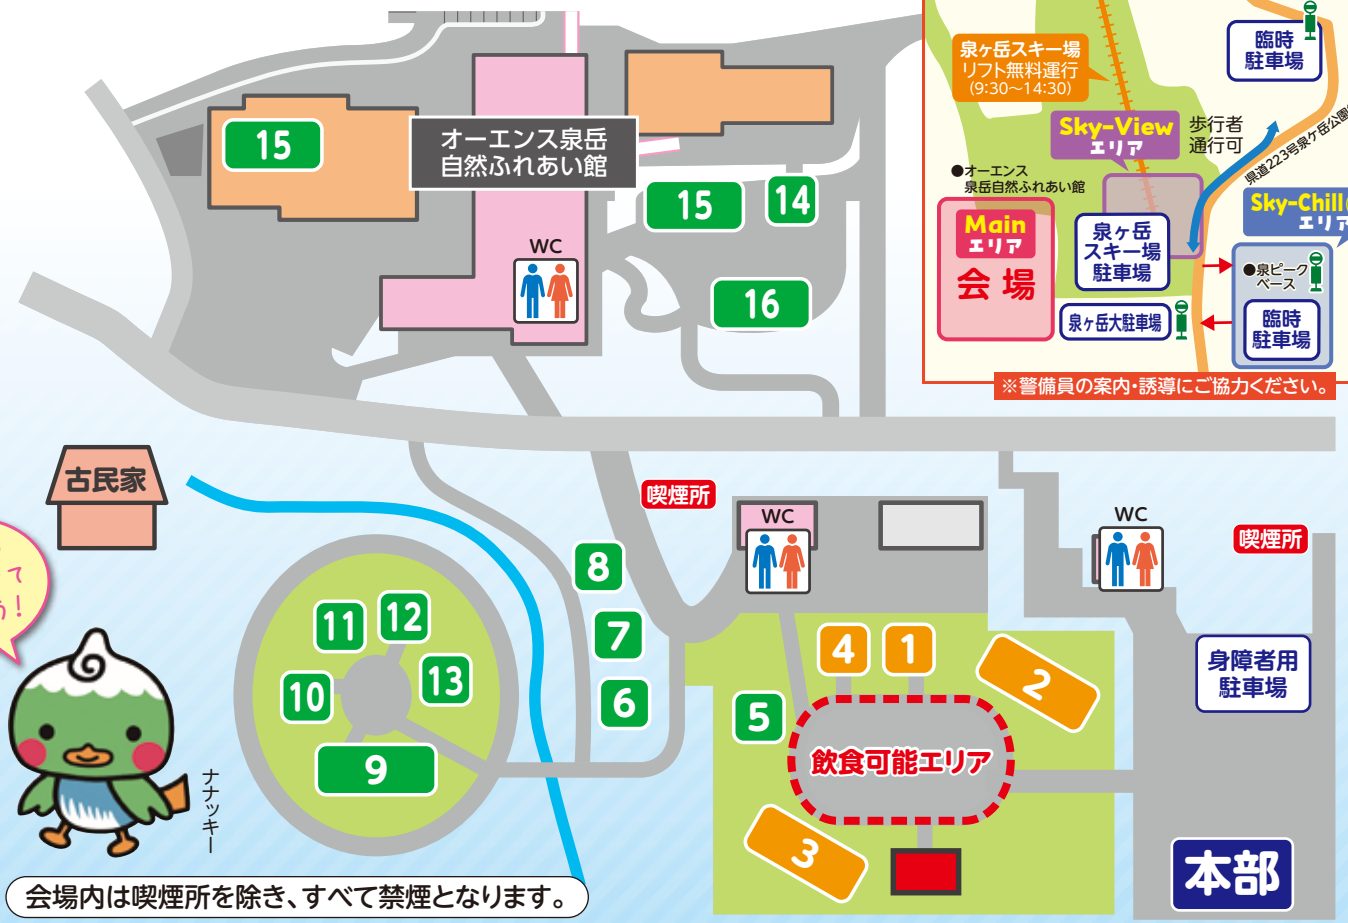 15
オーエンス泉岳
自然ふれあい館
15
14
16
WC
泉ヶ岳スキー場
リフト無料運行
(9:30〜14:30)
臨時
駐車場
Sky-View
エリア
歩行者
通行可
県道223号泉ケ岳公園
●オーエンス
泉岳自然ふれあい館
Main
エリア
会場
泉ヶ岳
スキー場
駐車場
Sky-Chill
エリア
●泉ピーク
ベース
泉ヶ岳大駐車場
臨時
駐車場
※警備員の案内・誘導にご協力ください。
古民家
喫煙所
WC
WC
喫煙所
8
7
6
11
12
10
13
9
4
1
2
5
飲食可能エリア
3
身障者用
駐車場
本部
て
う!
ナナッキー
会場内は喫煙所を除き、すべて禁煙となります。